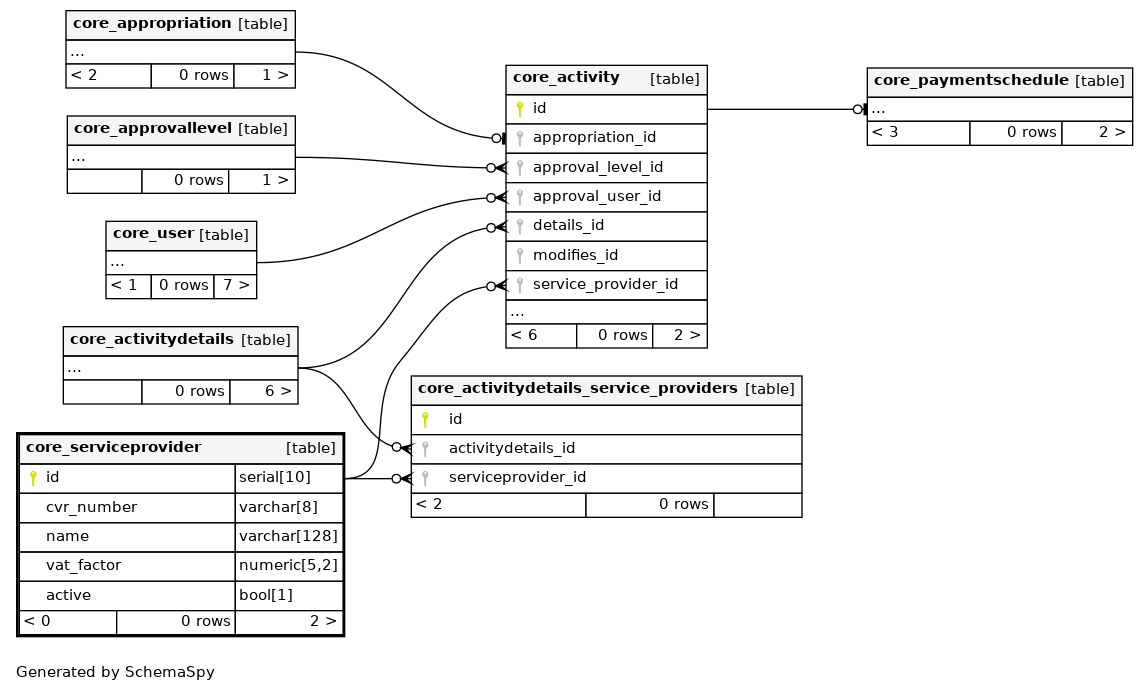 core_appropriation [table]
...
< 2 0 rows 1 >
core_approvallevel [table]
...
0 rows 1 >
core_user [table]
...
< 1 0 rows 7 >
core_activitydetails [table]
...
0 rows 6 >
core_serviceprovider [table]
id serial[10]
cvr_number varchar[8]
name varchar[128]
vat_factor numeric[5,2]
active bool[1]
< 0 0 rows 2 >
core_activity [table]
id
appropriation_id
approval_level_id
approval_user_id
details_id
modifies_id
service_provider_id
...
< 6 0 rows 2 >
core_activitydetails_service_providers [table]
id
activitydetails_id
serviceprovider_id
< 2 0 rows
core_paymentschedule [table]
...
< 3 0 rows 2 >
Generated by SchemaSpy